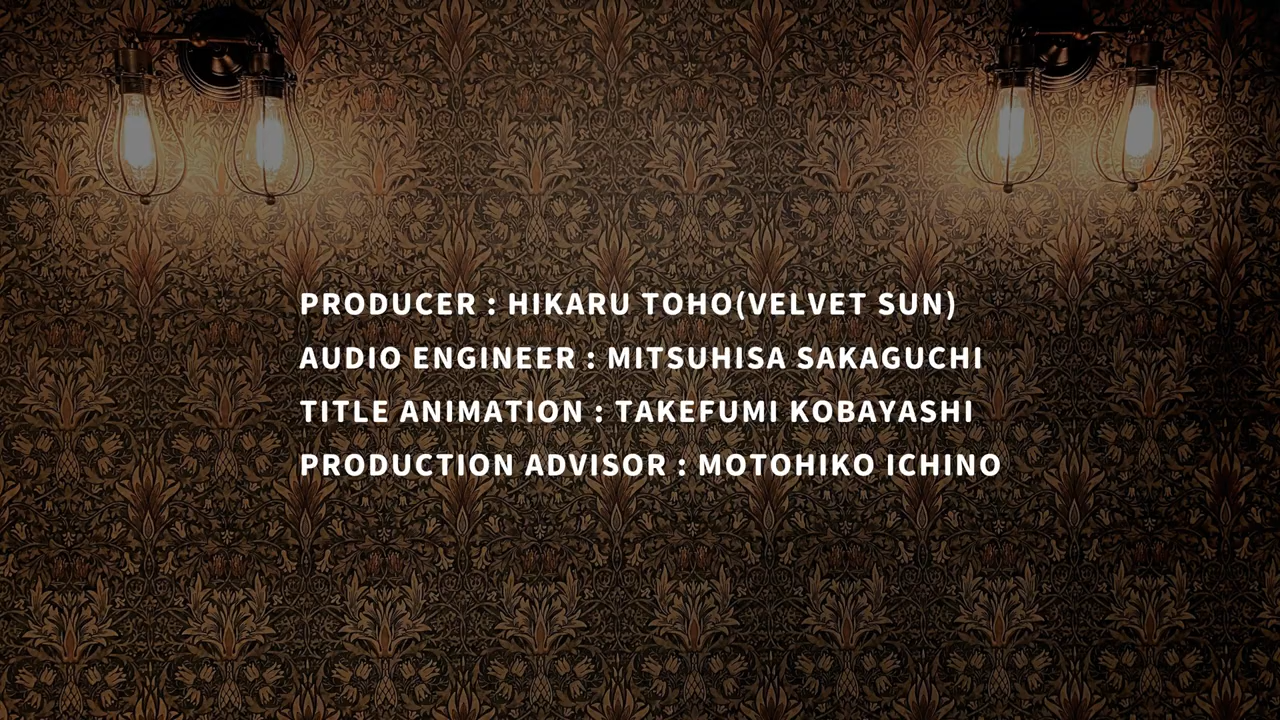 PRODUCER : HIKARU TOHO(VELVET SUN)
AUDIO ENGINEER : MITSUHISA SAKAGUCHI
TITLE ANIMATION : TAKEFUMI KOBAYASHI
PRODUCTION ADVISOR : MOTOHIKO ICHINO